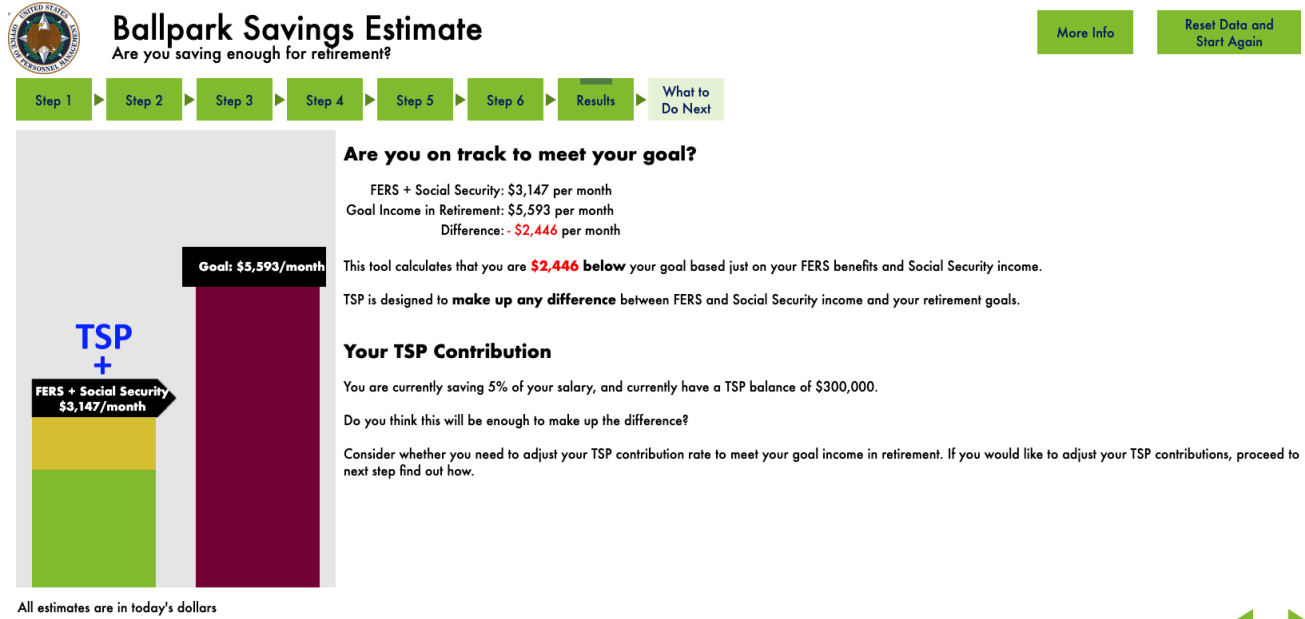 UNITED STATES
OFFICE OF PERSONNEL MANAGEMENT
Ballpark Savings Estimate
Are you saving enough for retirement?
More Info
Reset Data and
Start Again
Step 1
Step 2
Step 3
Step 4
Step 5
Step 6
Results
What to
Do Next
Goal: $5,593/month
TSP
+
FERS + Social Security
$3,147/month
Are you on track to meet your goal?
FERS + Social Security: $3,147 per month
Goal Income in Retirement: $5,593 per month
Difference: - $2,446 per month
This tool calculates that you are $2,446 below your goal based just on your FERS benefits and Social Security income.
TSP is designed to make up any difference between FERS and Social Security income and your retirement goals.
Your TSP Contribution
You are currently saving 5% of your salary, and currently have a TSP balance of $300,000.
Do you think this will be enough to make up the difference?
Consider whether you need to adjust your TSP contribution rate to meet your goal income in retirement. If you would like to adjust your TSP contributions, proceed to
next step find out how.
All estimates are in today's dollars